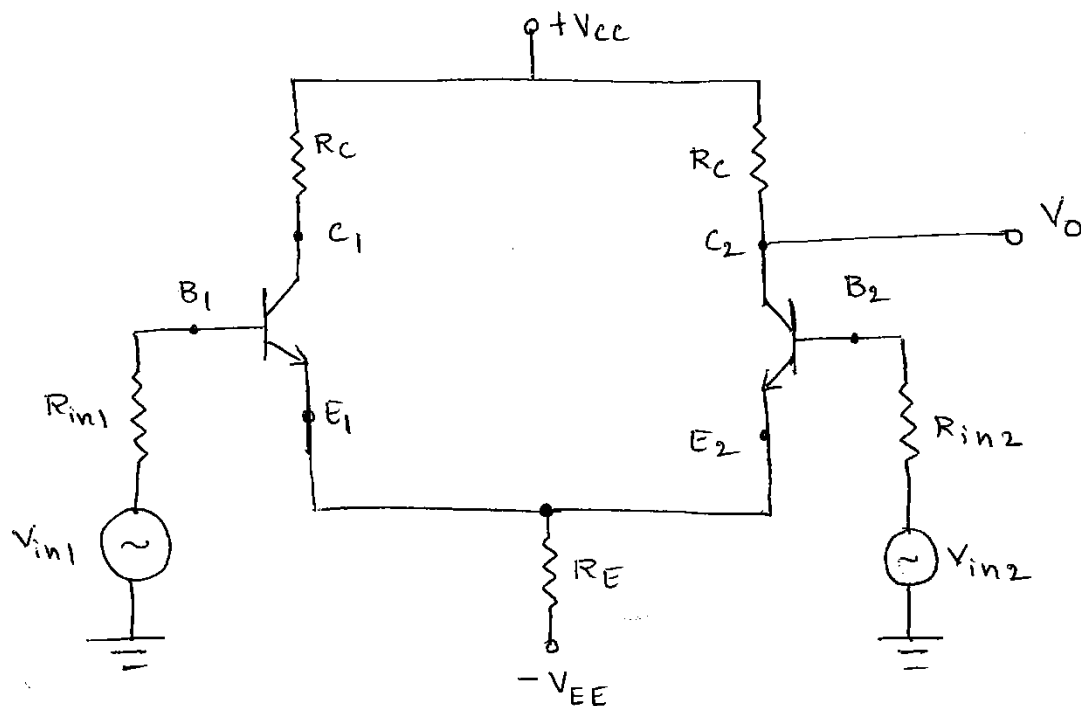 +VCC
RC
RC
C1
C2
VO
B1
B2
Rin1
E1
E2
Rin2
Vin1
~
RE
~
Vin2
-VEE